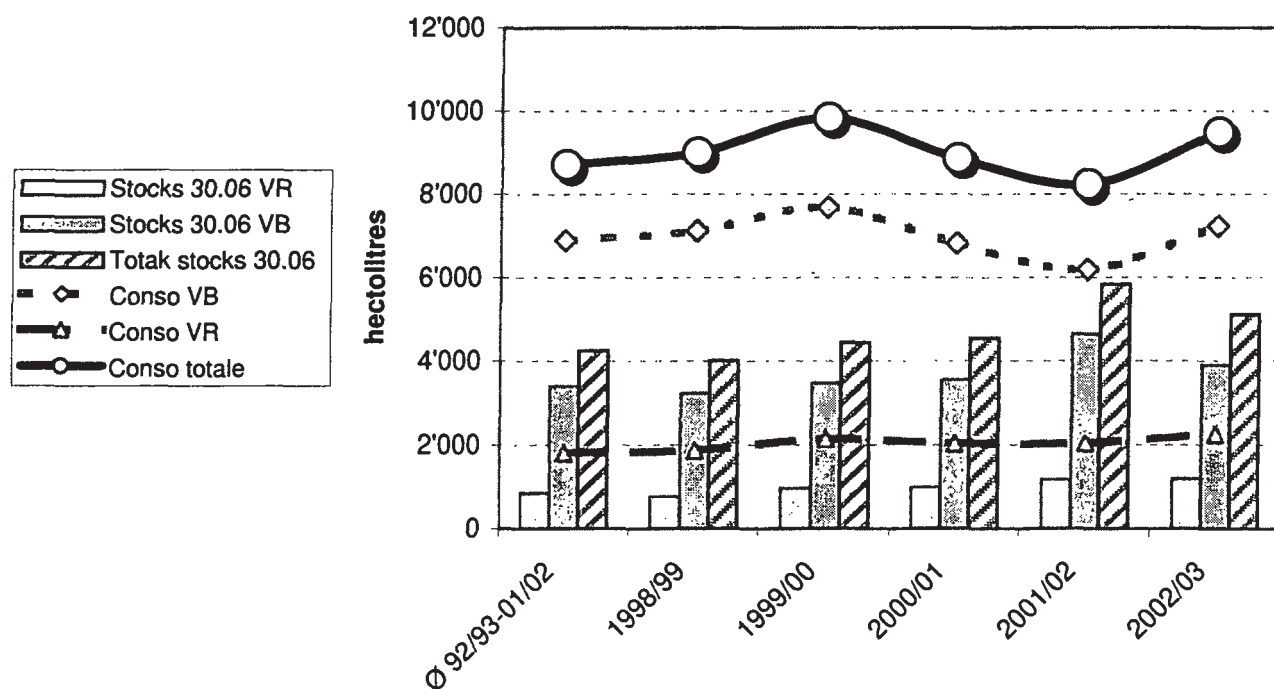 12'000
10'000
8'000
6'000
4'000
2'000
0
hectolitres
Stocks 30.06 VR
Stocks 30.06 VB
Totak stocks 30.06
Conso VB
Conso VR
Conso totale
Ø 92/93-01/02
1998/99
1999/00
2000/01
2001/02
2002/03